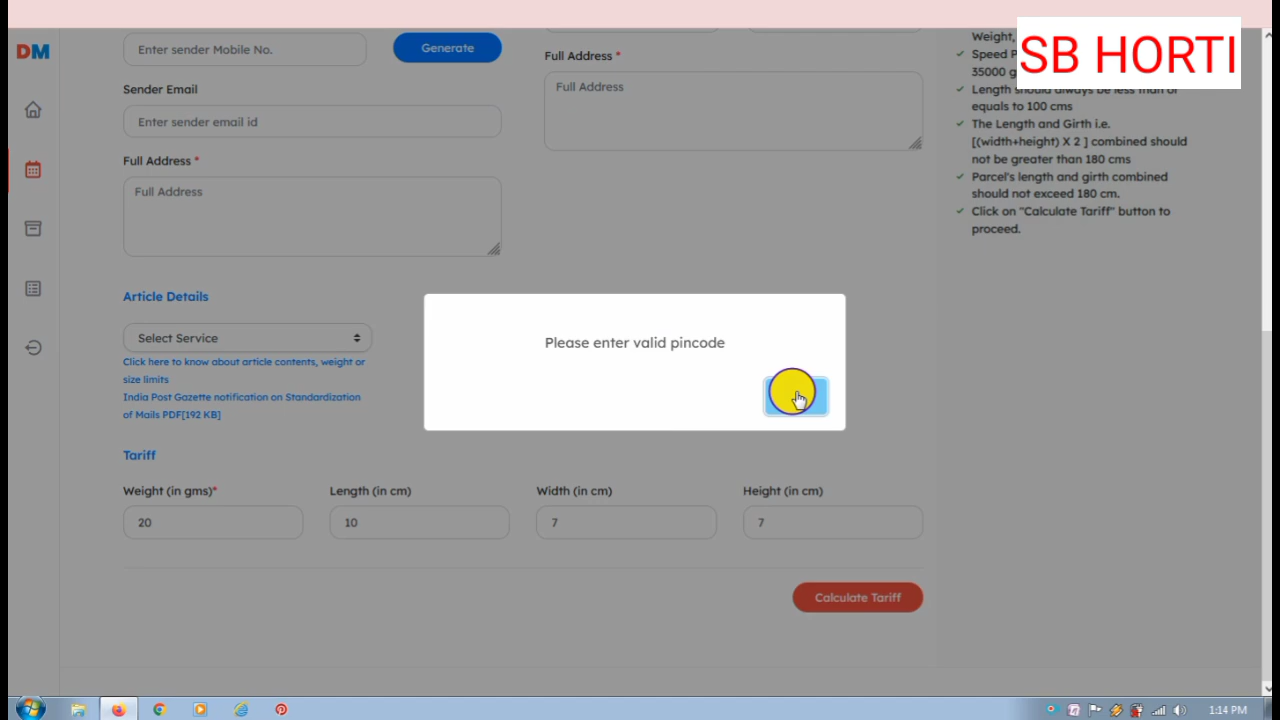 SB HORTI
DM
Enter sender Mobile No.
Generate
Sender Email
Enter sender email id
Full Address *
Full Address
Full Address *
Full Address
Weight,
Speed P
35000 g
Length should always be less than or
equals to 100 cms
The Length and Girth i.e.
[(width+height) X 2 ] combined should
not be greater than 180 cms
Parcel's length and girth combined
should not exceed 180 cm.
Click on "Calculate Tariff" button to
proceed.
Article Details
Select Service
Click here to know about article contents, weight or
size limits
India Post Gazette notification on Standardization
of Mails PDF[192 KB]
Please enter valid pincode
Tariff
Weight (in gms)*
Length (in cm)
Width (in cm)
Height (in cm)
20
10
7
7
Calculate Tariff
1:14 PM